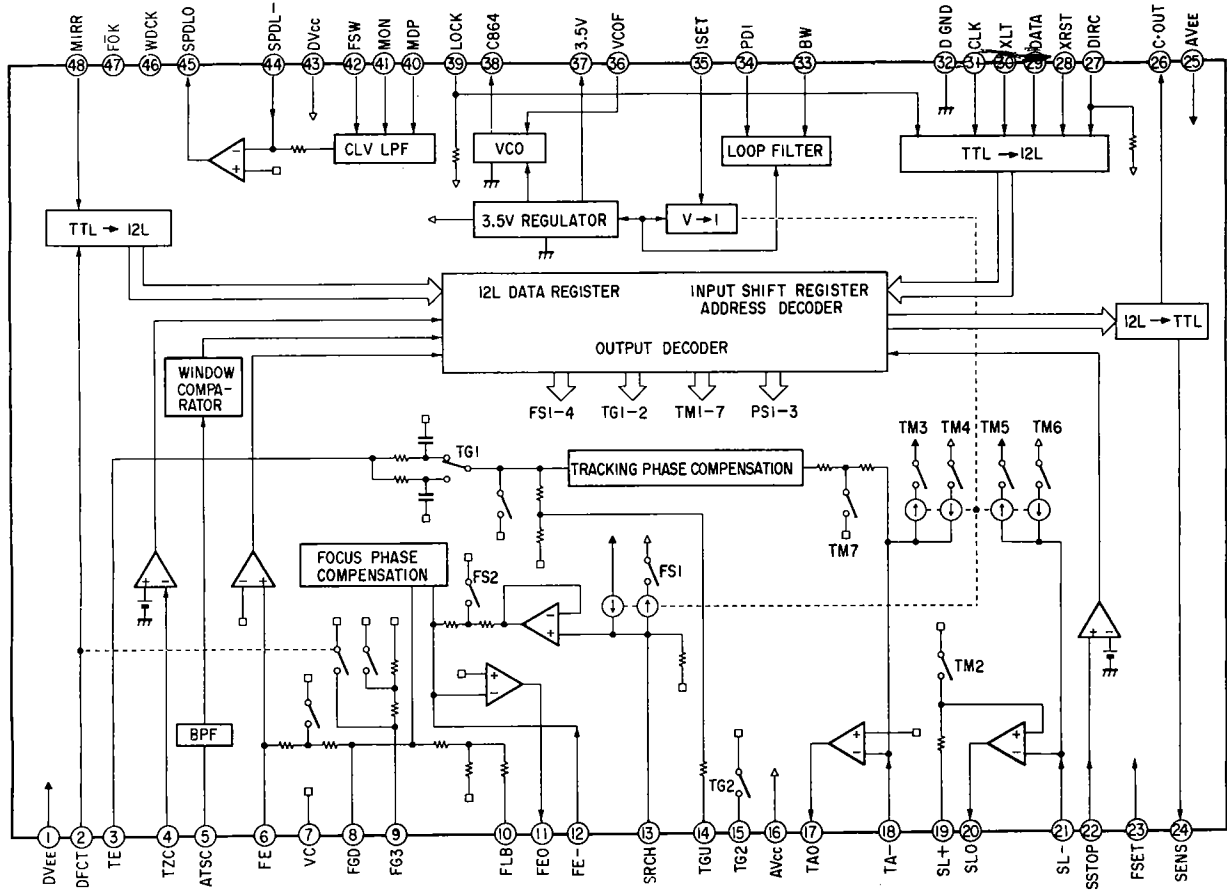 MIRR
FOK
WDCK
SPDLO
SPDL-
DVcc
FSW
MON
MDP
LOCK
C864
3.5V
VCOF
ISET
PDI
BW
D GND
CLK
XLT
DATA
XRST
DIRC
C·OUT
AVEE
48
47
46
45
44
43
42
41
40
39
38
37
36
35
34
33
32
31
30
29
28
27
26
25
CLV LPF
VCO
LOOP FILTER
TTL → I2L
TTL → I2L
3.5V REGULATOR
V → I
I2L DATA REGISTER
INPUT SHIFT REGISTER
ADDRESS DECODER
OUTPUT DECODER
I2L → TTL
WINDOW
COMPA-
RATOR
FS1-4
TG1-2
TM1-7
PS1-3
TG1
TRACKING PHASE COMPENSATION
TM3
TM4
TM5
TM6
TM7
FOCUS PHASE
COMPENSATION
FS2
FS1
TM2
BPF
TG2
1
2
3
4
5
6
7
8
9
10
11
12
13
14
15
16
17
18
19
20
21
22
23
24
DVEE
DFCT
TE
TZC
ATSC
FE
VC
FGD
FG3
FLB
FEO
FE-
SRCH
TGU
TG2
AVcc
TAO
TA-
SL+
SLO
SL-
SSTOP
FSET
SENS